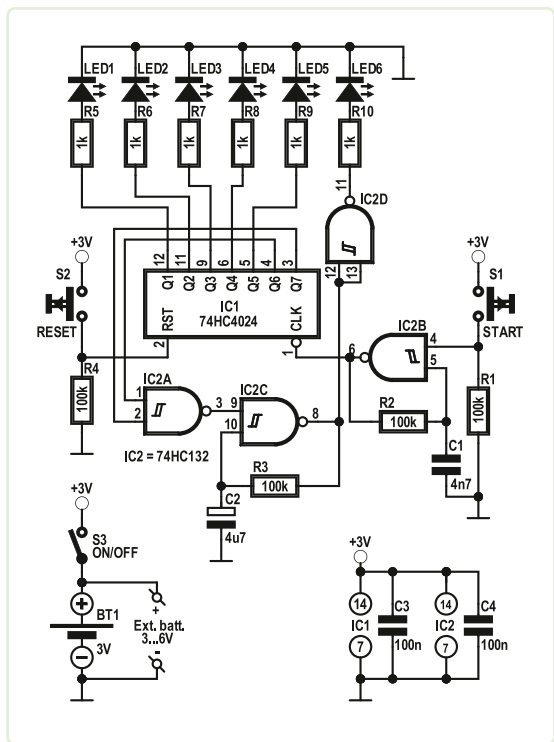 LED1 LED2 LED3 LED4 LED5 LED6
R5 R6 R7 R8 R9 R10
1k 1k 1k 1k 1k 1k
11
IC2D
12 13
+3V
S2
RESET
12 11 9 6 5 4 3
Q1 Q2 Q3 Q4 Q5 Q6 Q7
IC1
74HC4024
RST
CLK
2
1
+3V
S1
START
IC2B
6
4
5
R4
100k
IC2A
1
2
3
IC2C
9
10
8
IC2 = 74HC132
R2
100k
R1
100k
C1
4n7
R3
100k
C2
4u7
+3V
S3
ON/OFF
BT1
3V
+
Ext. batt.
3...6V
-
+3V
14
IC1
7
C3
100n
14
IC2
7
C4
100n